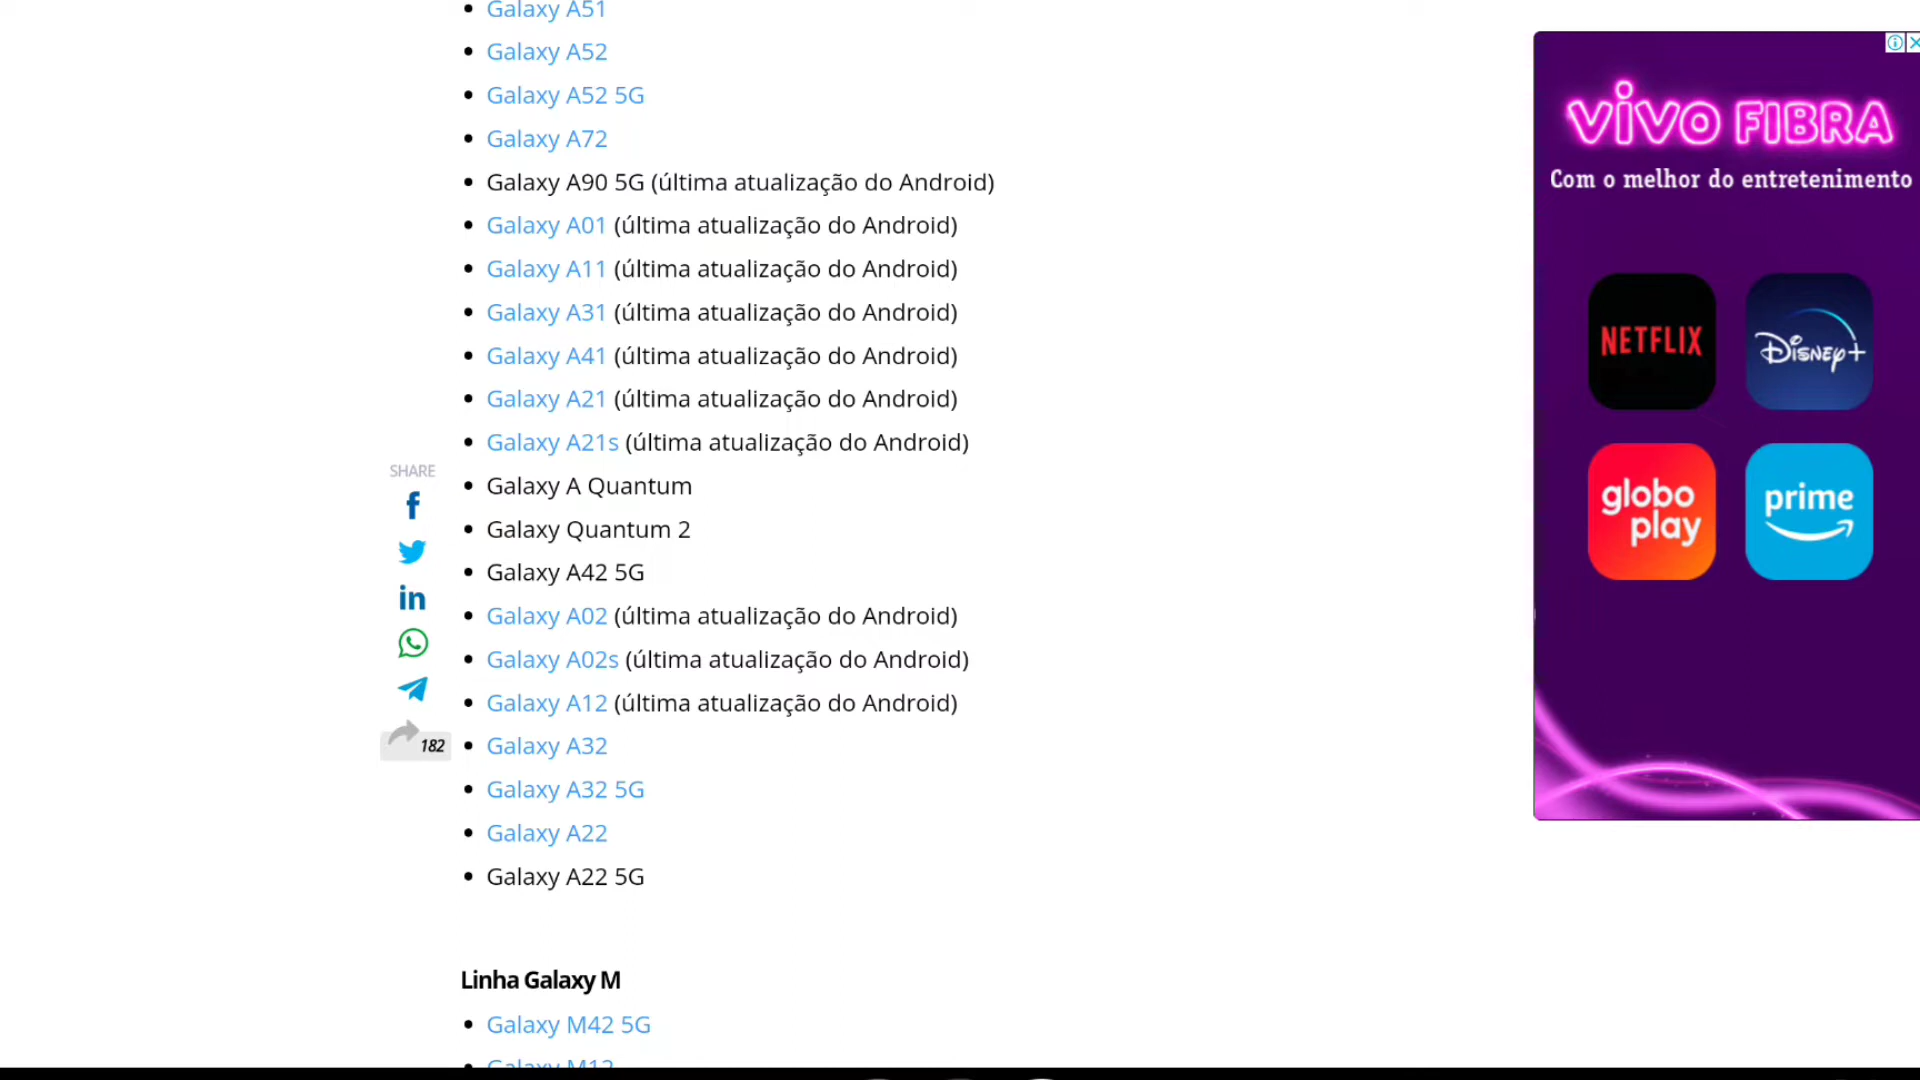 Galaxy A51
Galaxy A52
Galaxy A52 5G
Galaxy A72
Galaxy A90 5G (última atualização do Android)
Galaxy A01 (última atualização do Android)
Galaxy A11 (última atualização do Android)
Galaxy A31 (última atualização do Android)
Galaxy A41 (última atualização do Android)
Galaxy A21 (última atualização do Android)
Galaxy A21s (última atualização do Android)
Galaxy A Quantum
Galaxy Quantum 2
Galaxy A42 5G
Galaxy A02 (última atualização do Android)
Galaxy A02s (última atualização do Android)
Galaxy A12 (última atualização do Android)
Galaxy A32
Galaxy A32 5G
Galaxy A22
Galaxy A22 5G
Linha Galaxy M
Galaxy M42 5G
Galaxy M12
SHARE
f
in
182
vivo FIBRA
Com o melhor do entretenimento
NETFLIX
Disney+
globo
play
prime